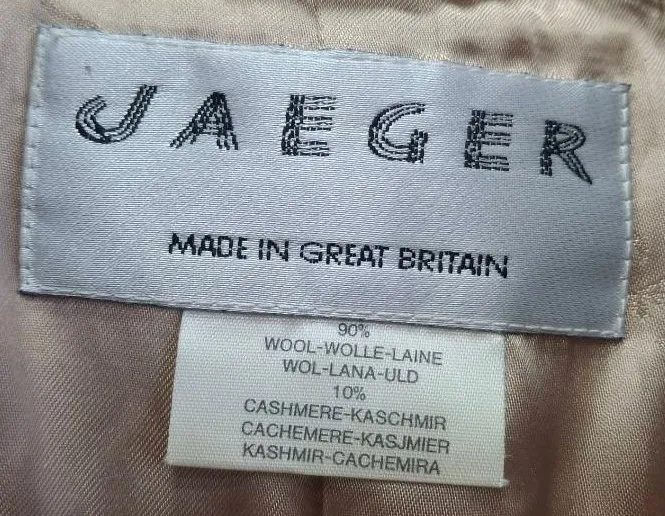 JAEGER
MADE IN GREAT BRITAIN
90%
WOOL-WOLLE-LAINE
WOL-LANA-ULD
10%
CASHMERE-KASCHMIR
CACHEMERE-KASJMIER
KASHMIR-CACHEMIRA